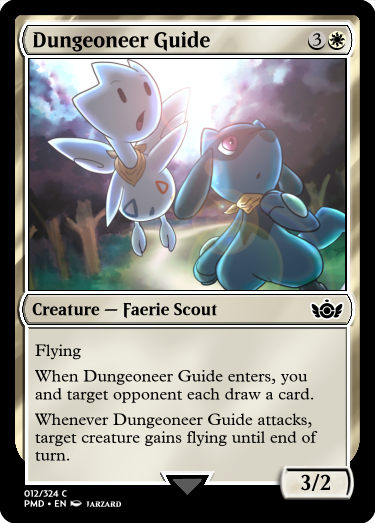 Dungeoneer Guide 3
Creature — Faerie Scout
Flying
When Dungeoneer Guide enters, you
and target opponent each draw a card.
Whenever Dungeoneer Guide attacks,
target creature gains flying until end of
turn.
3/2
012/324 C
PMD • EN JARZARD